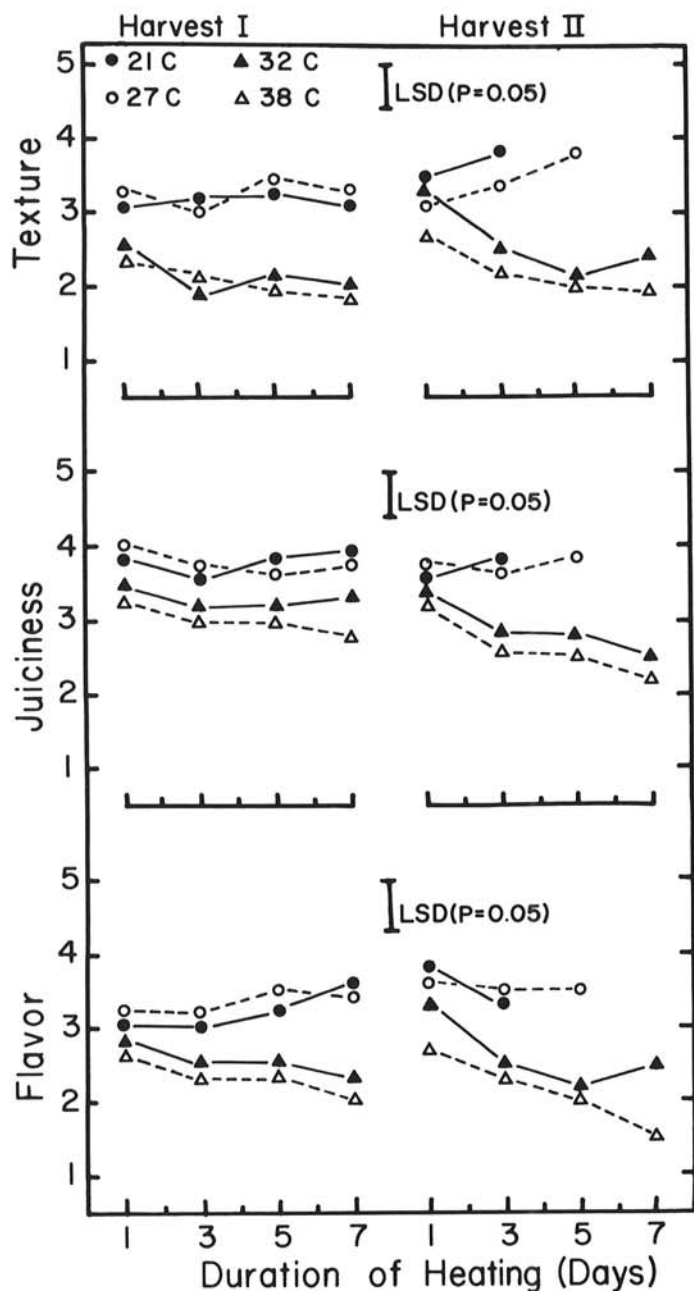 Harvest I Harvest II
5 ● 21 C ▲ 32 C LSD (P=0.05)
○ 27 C △ 38 C
4
3
2
1
Texture
5 LSD (P=0.05)
4
3
2
1
Juiciness
5 LSD (P=0.05)
4
3
2
1
Flavor
1 3 5 7 1 3 5 7
Duration of Heating (Days)